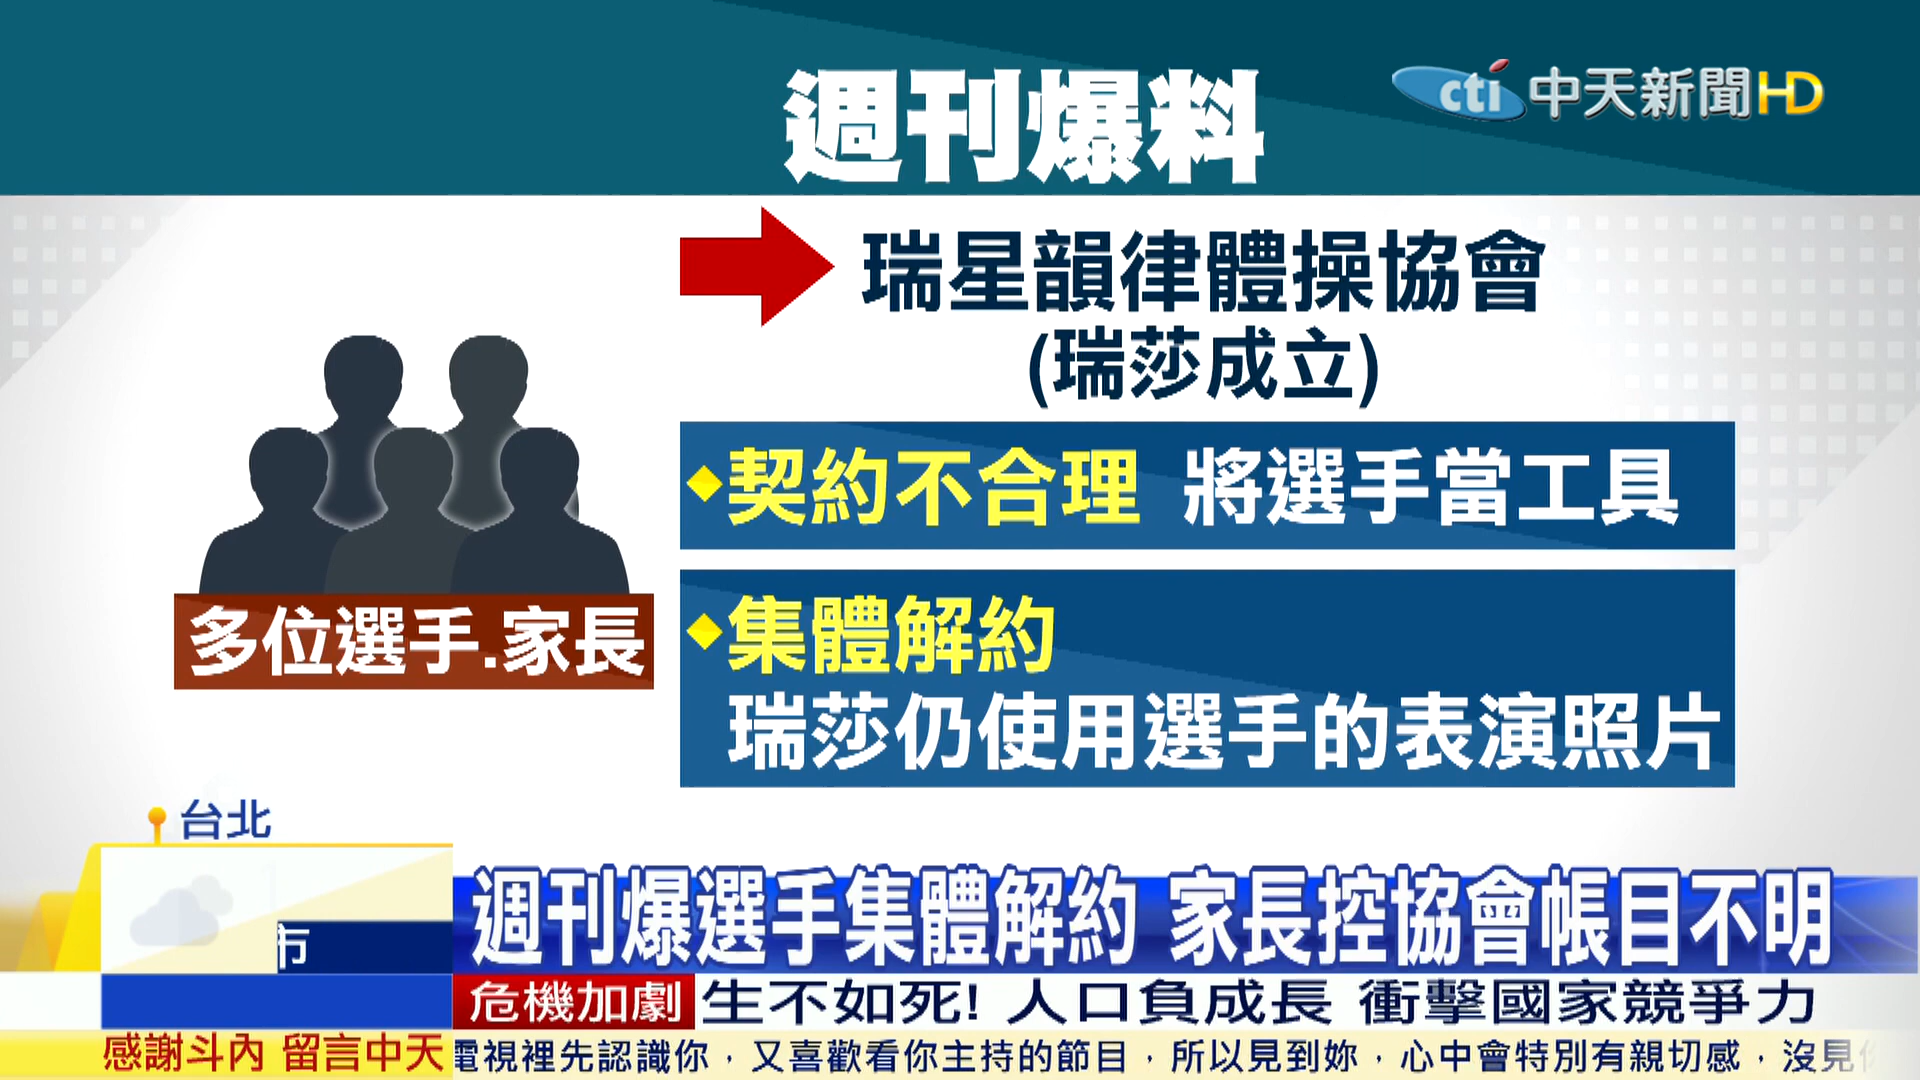 週刊爆料
cti 中天新聞HD
瑞星韻律體操協會
(瑞莎成立)
契約不合理 將選手當工具
集體解約
瑞莎仍使用選手的表演照片
多位選手.家長
台北
市
週刊爆選手集體解約 家長控協會帳目不明
危機加劇 生不如死! 人口負成長 衝擊國家競爭力
感謝斗內 留言中天 電視裡先認識你，又喜歡看你主持的節目，所以見到妳，心中會特別有親切感，沒見